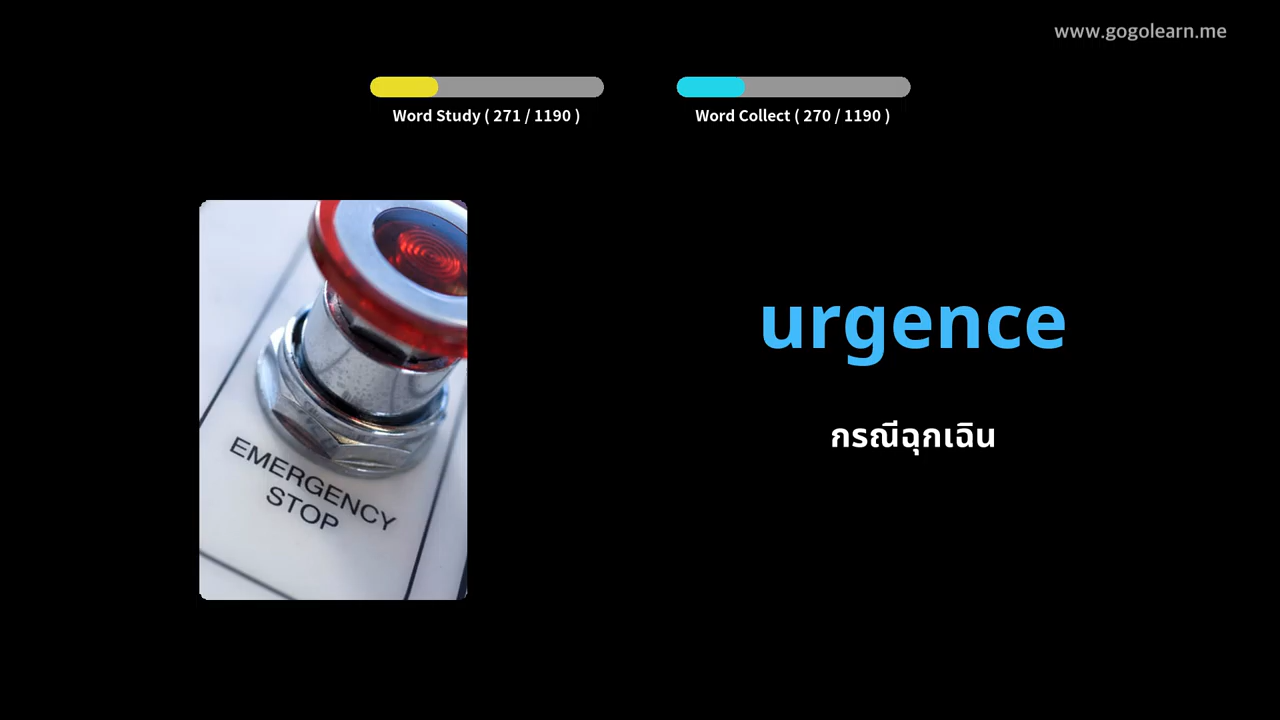 www.gogolearn.me
Word Study ( 271 / 1190 )
Word Collect ( 270 / 1190 )
EMERGENCY
STOP
urgence
กรณีฉุกเฉิน